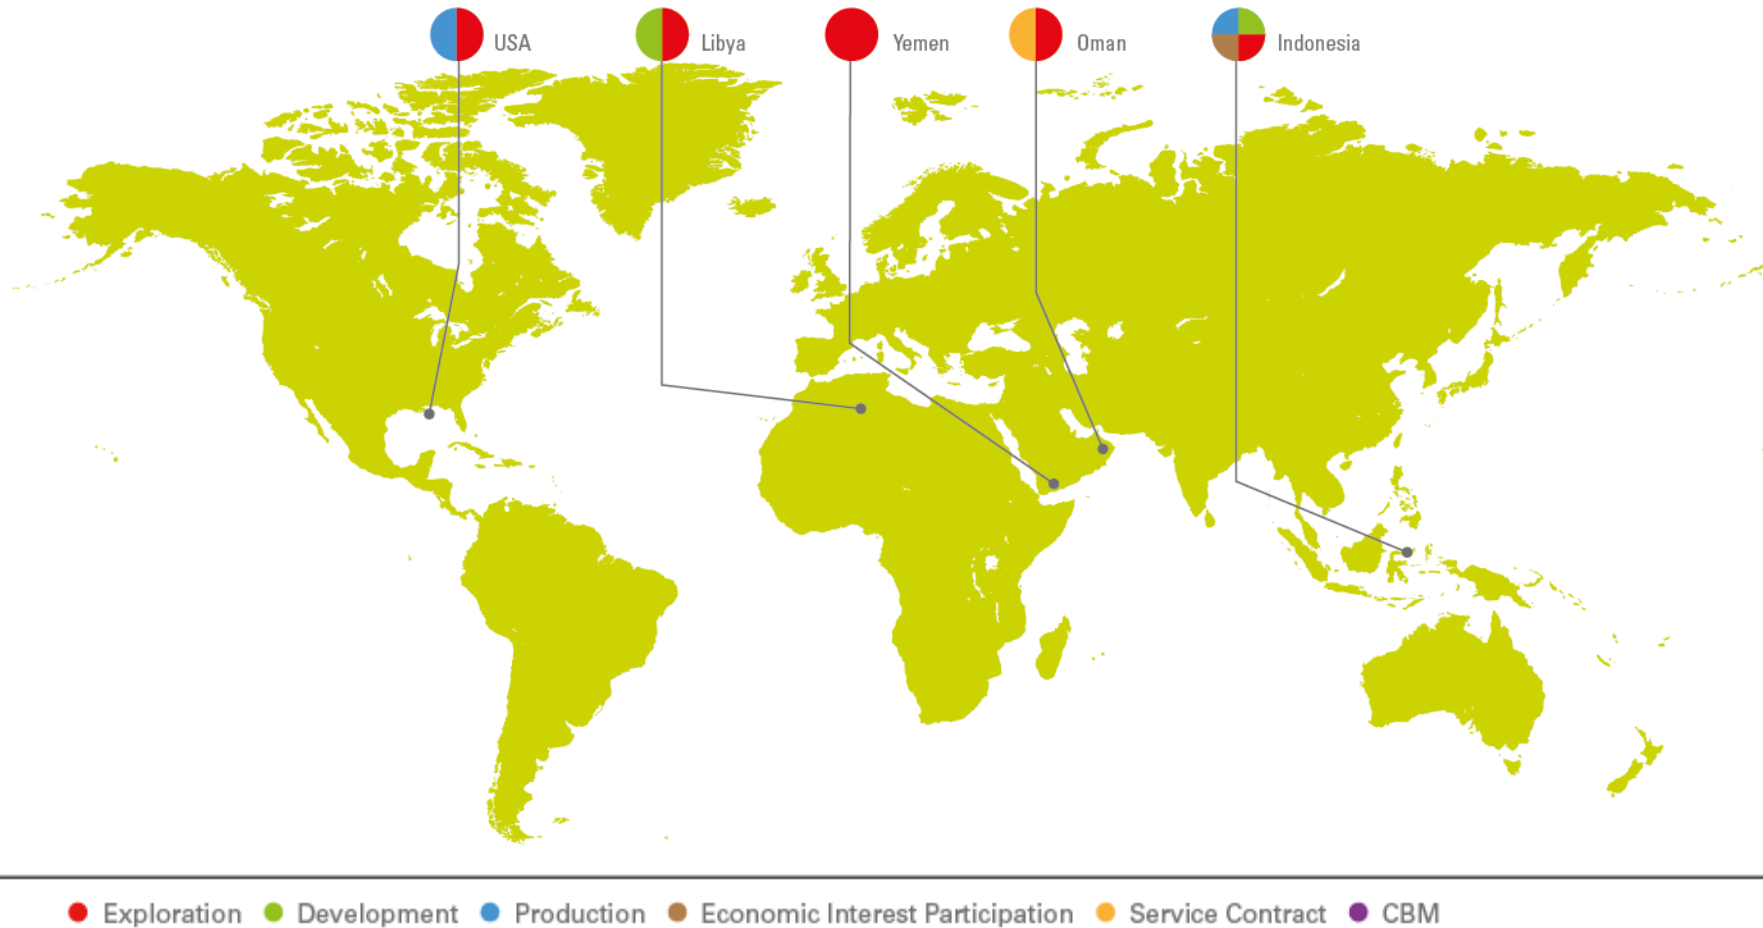 USA Libya Yemen Oman Indonesia
Exploration Development Production Economic Interest Participation Service Contract CBM